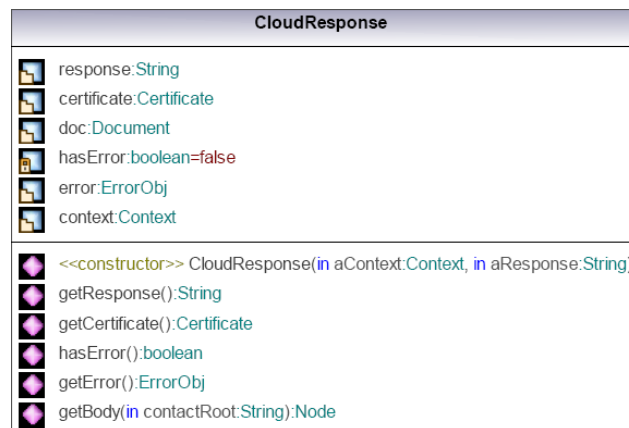 CloudResponse
response:String
certificate:Certificate
doc:Document
hasError:boolean=false
error:ErrorObj
context:Context
<<constructor>> CloudResponse(in aContext:Context, in aResponse:String)
getResponse():String
getCertificate():Certificate
hasError():boolean
getError():ErrorObj
getBody(in contactRoot:String):Node